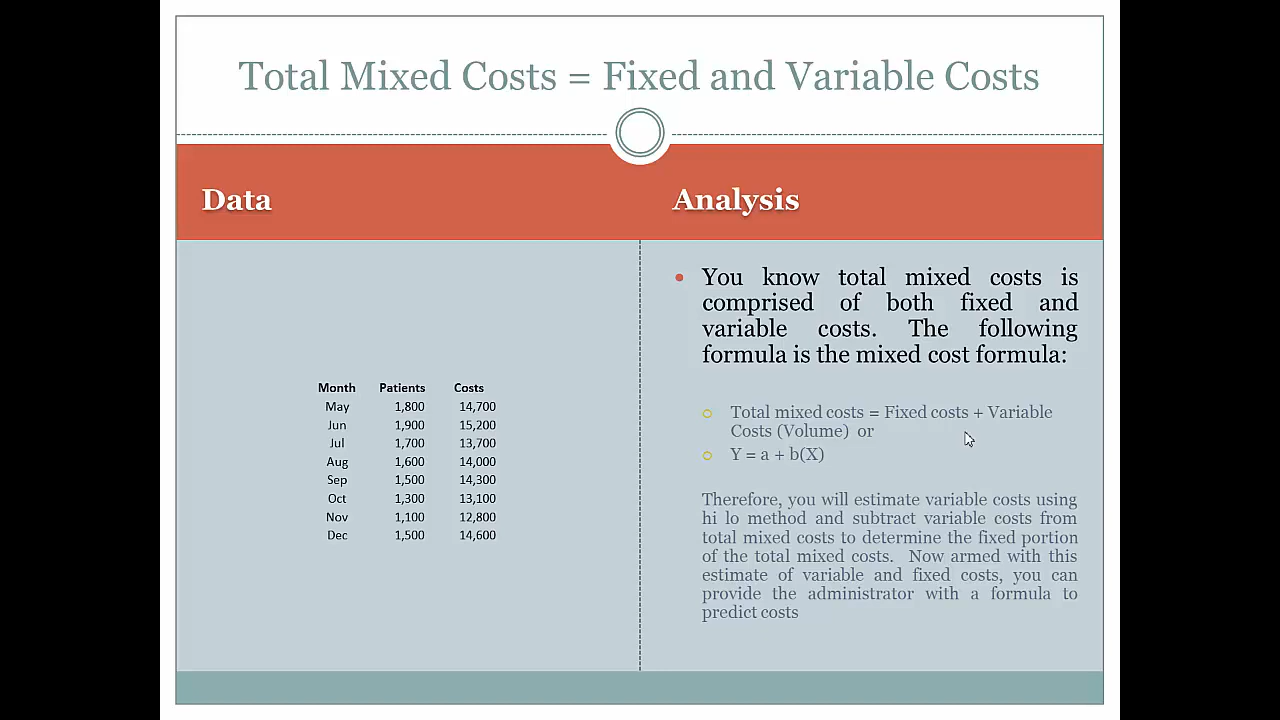 Total Mixed Costs = Fixed and Variable Costs
Data
Analysis
Month Patients Costs
May 1,800 14,700
Jun 1,900 15,200
Jul 1,700 13,700
Aug 1,600 14,000
Sep 1,500 14,300
Oct 1,300 13,100
Nov 1,100 12,800
Dec 1,500 14,600
You know total mixed costs is
comprised of both fixed and
variable costs. The following
formula is the mixed cost formula:
Total mixed costs = Fixed costs + Variable
Costs (Volume) or
Y = a + b(X)
Therefore, you will estimate variable costs using
hi lo method and subtract variable costs from
total mixed costs to determine the fixed portion
of the total mixed costs. Now armed with this
estimate of variable and fixed costs, you can
provide the administrator with a formula to
predict costs